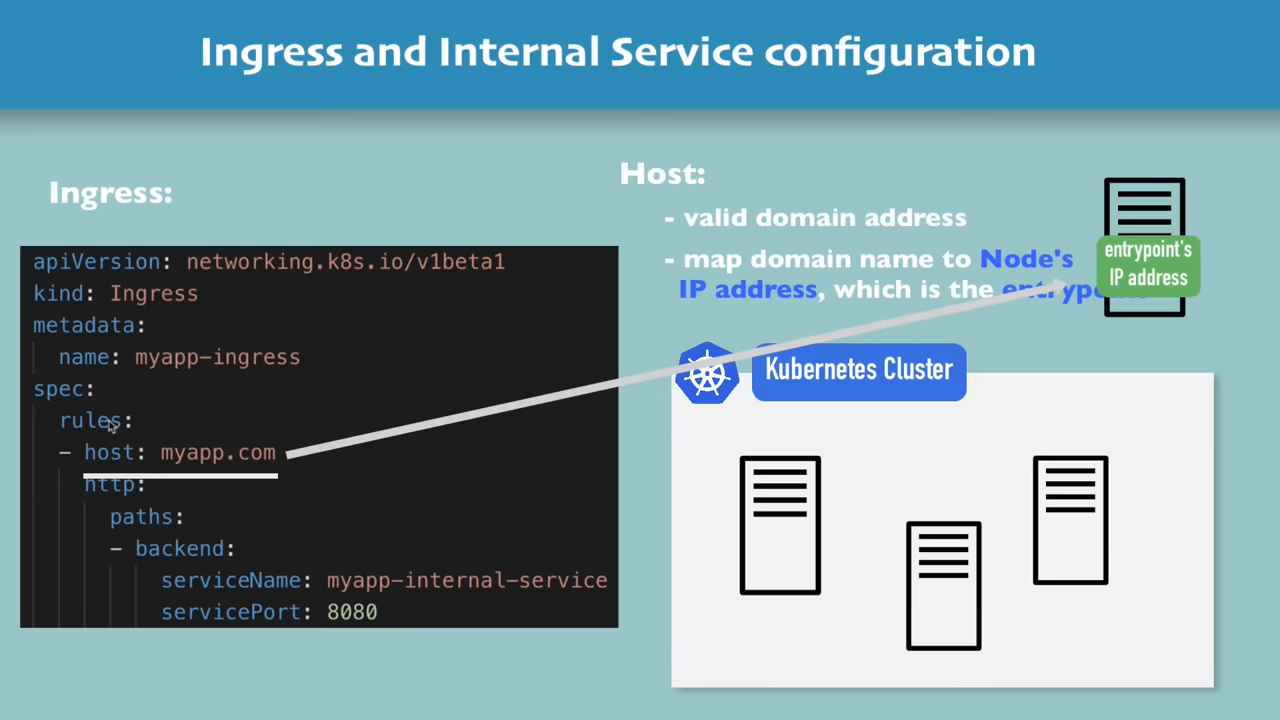 Ingress and Internal Service configuration
Ingress:
apiVersion: networking.k8s.io/v1beta1
kind: Ingress
metadata:
name: myapp-ingress
spec:
rules:
- host: myapp.com
http:
paths:
- backend:
serviceName: myapp-internal-service
servicePort: 8080
Host:
- valid domain address
- map domain name to Node's
IP address, which is the
entrypoint's
IP address
Kubernetes Cluster